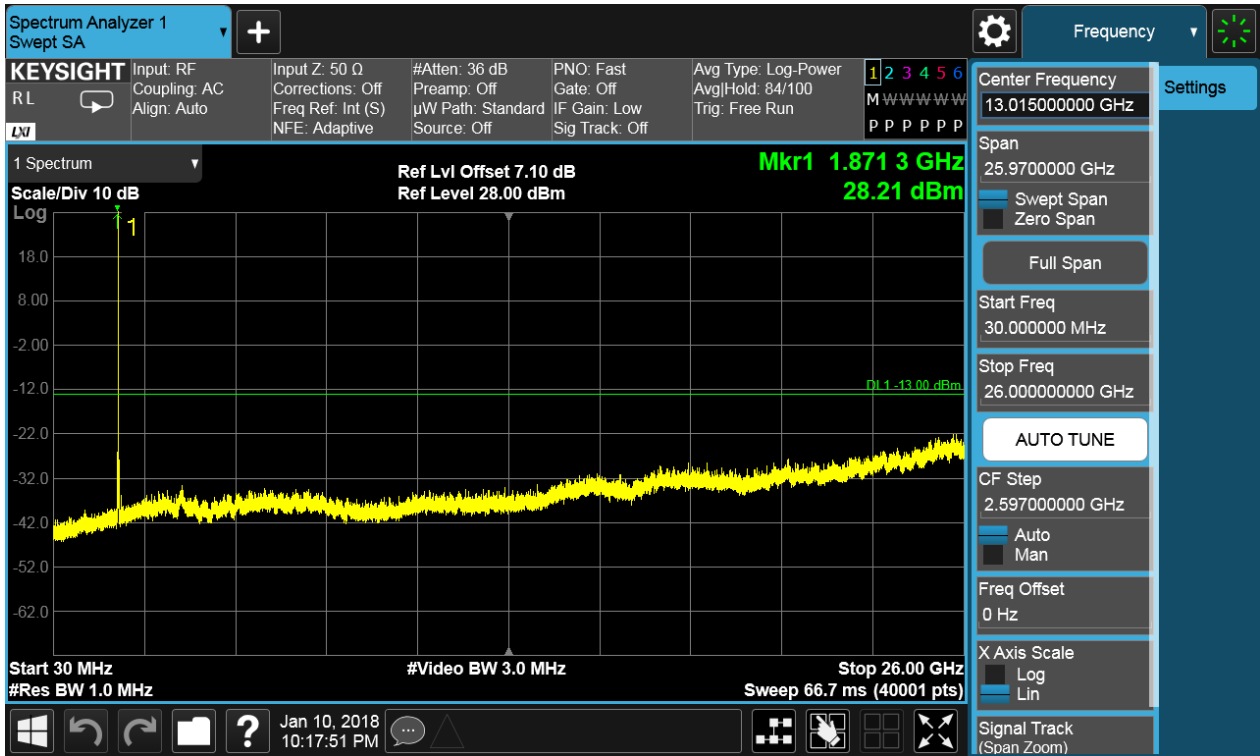 Spectrum Analyzer 1
Swept SA
+
Frequency
KEYSIGHT
R L
LXI
Input: RF
Coupling: AC
Align: Auto
Input Z: 50 Ω
Corrections: Off
Freq Ref: Int (S)
NFE: Adaptive
#Atten: 36 dB
Preamp: Off
µW Path: Standard
Source: Off
PNO: Fast
Gate: Off
IF Gain: Low
Sig Track: Off
Avg Type: Log-Power
Avg|Hold: 84/100
Trig: Free Run
1 2 3 4 5 6
M W W W W W
P P P P P P
1 Spectrum
Scale/Div 10 dB
Log
Ref Lvl Offset 7.10 dB
Ref Level 28.00 dBm
Mkr1 1.871 3 GHz
28.21 dBm
1
18.0
8.00
-2.00
-12.0
-22.0
-32.0
-42.0
-52.0
-62.0
DL1 -13.00 dBm
Start 30 MHz
#Res BW 1.0 MHz
#Video BW 3.0 MHz
Stop 26.00 GHz
Sweep 66.7 ms (40001 pts)
?
Jan 10, 2018
10:17:51 PM
Center Frequency
13.015000000 GHz
Span
25.9700000 GHz
Swept Span
Zero Span
Full Span
Start Freq
30.000000 MHz
Stop Freq
26.000000000 GHz
AUTO TUNE
CF Step
2.597000000 GHz
Auto
Man
Freq Offset
0 Hz
X Axis Scale
Log
Lin
Signal Track
(Span Zoom)
Settings